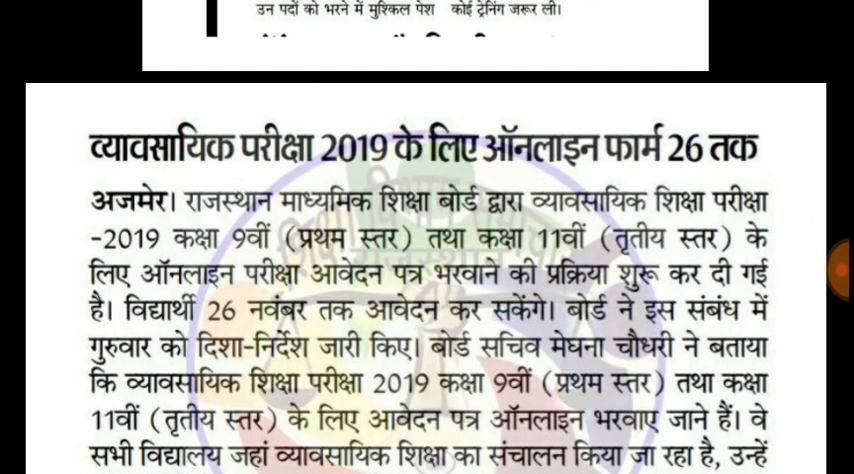 उन पदों को भरने में मुश्किल पेश कोई ट्रेनिंग जरूर ली।
व्यावसायिक परीक्षा 2019 के लिए ऑनलाइन फार्म 26 तक
अजमेर। राजस्थान माध्यमिक शिक्षा बोर्ड द्वारा व्यावसायिक शिक्षा परीक्षा
-2019 कक्षा 9वीं (प्रथम स्तर) तथा कक्षा 11वीं (तृतीय स्तर) के
लिए ऑनलाइन परीक्षा आवेदन पत्र भरवाने की प्रक्रिया शुरू कर दी गई
है। विद्यार्थी 26 नवंबर तक आवेदन कर सकेंगे। बोर्ड ने इस संबंध में
गुरुवार को दिशा-निर्देश जारी किए। बोर्ड सचिव मेघना चौधरी ने बताया
कि व्यावसायिक शिक्षा परीक्षा 2019 कक्षा 9वीं (प्रथम स्तर) तथा कक्षा
11वीं (तृतीय स्तर) के लिए आवेदन पत्र ऑनलाइन भरवाए जाने हैं। वे
सभी विद्यालय जहां व्यावसायिक शिक्षा का संचालन किया जा रहा है, उन्हें